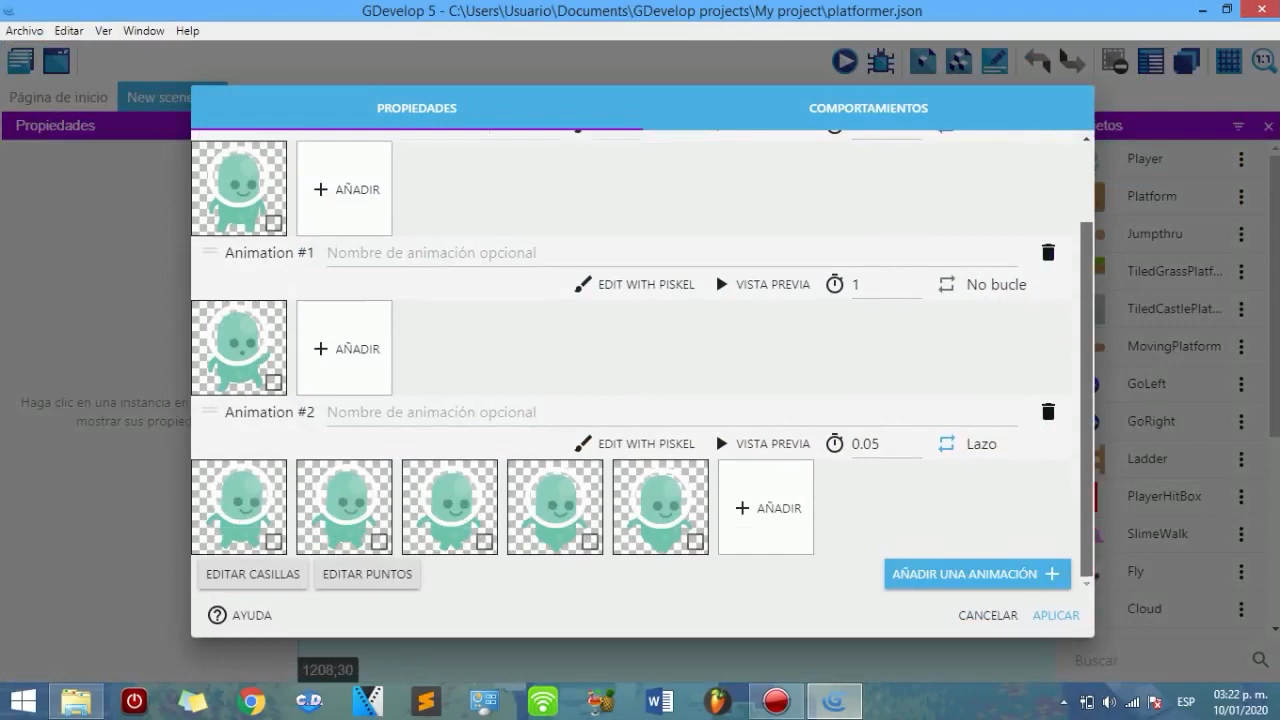 GDevelop 5 - C:\Users\Usuario\Documents\GDevelop projects\My project\platformer.json
Archivo Editar Ver Window Help
1:1
Página de inicio New scene
Propiedades
PROPIEDADES COMPORTAMIENTOS
etos
Player
Platform
Jumpthru
TiledGrassPlatf...
TiledCastlePlat...
MovingPlatform
GoLeft
GoRight
Ladder
PlayerHitBox
SlimeWalk
Fly
Cloud
Buscar
Haga clic en una instancia en
mostrar sus propied
+ AÑADIR
Animation #1 Nombre de animación opcional
EDIT WITH PISKEL VISTA PREVIA 1 No bucle
+ AÑADIR
Animation #2 Nombre de animación opcional
EDIT WITH PISKEL VISTA PREVIA 0.05 Lazo
+ AÑADIR
EDITAR CASILLAS EDITAR PUNTOS AÑADIR UNA ANIMACIÓN +
AYUDA CANCELAR APLICAR
1208;30
C.D
ESP
03:22 p. m.
10/01/2020